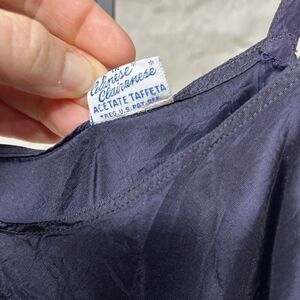 Celanese *
Clairanese
ACETATE TAFFETA
*REG. U.S. PAT. OFF.